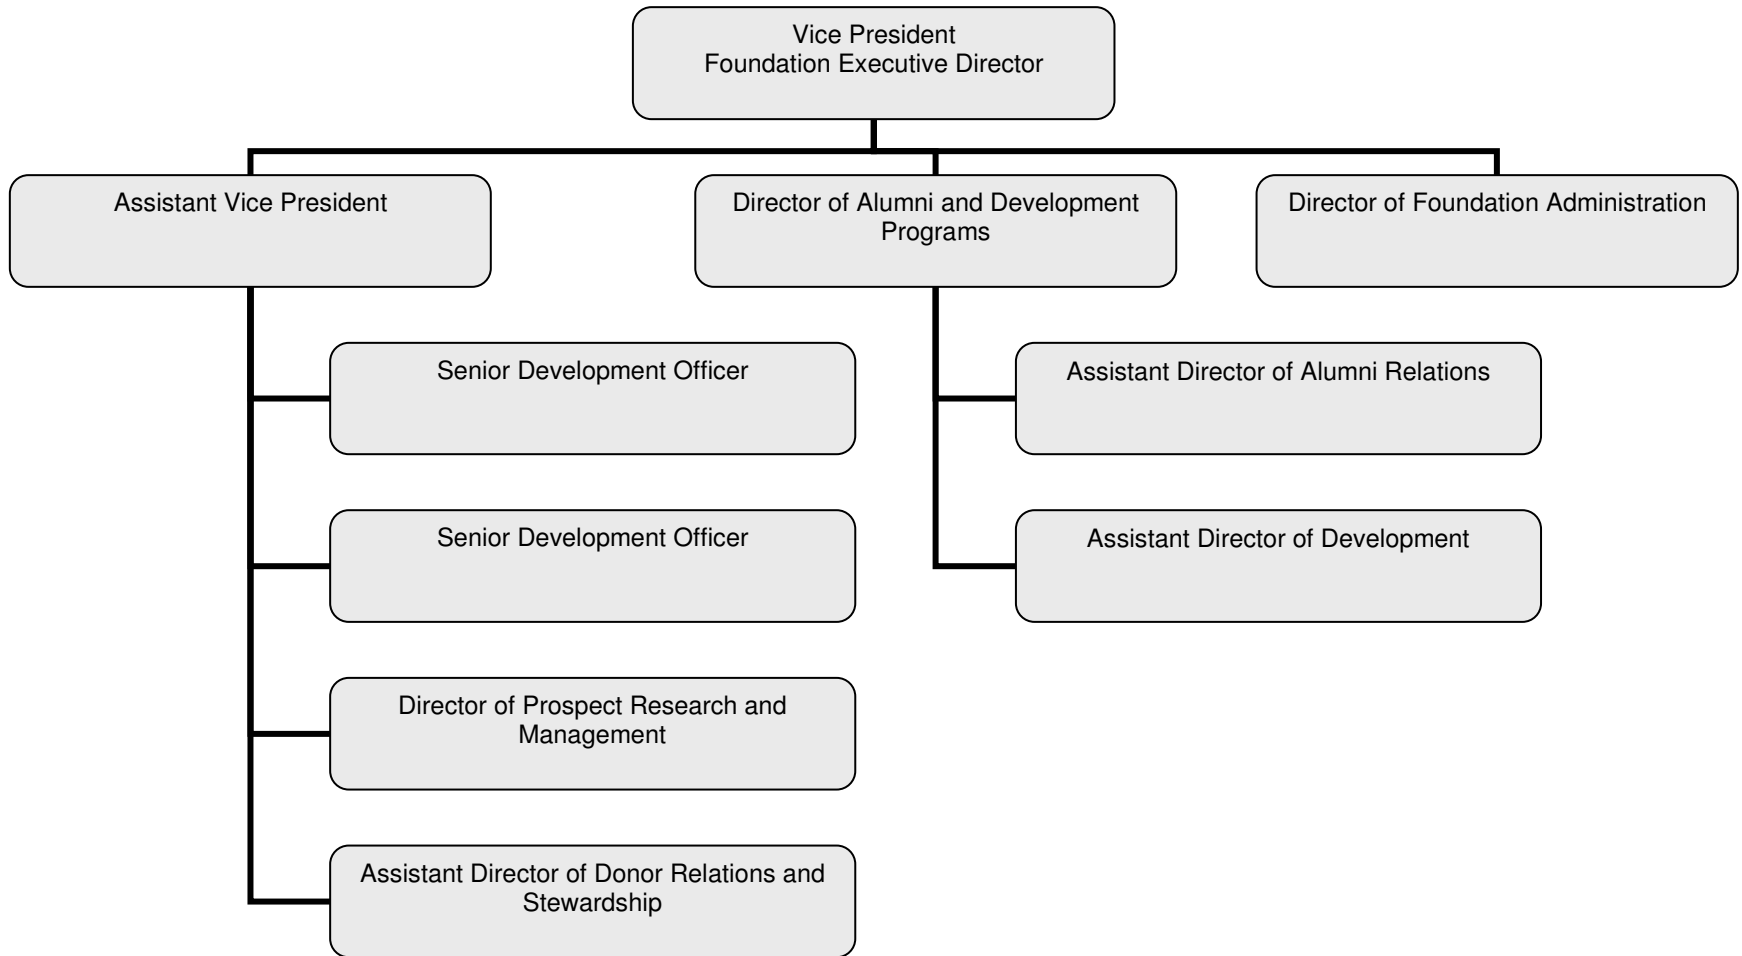 Vice President
Foundation Executive Director
Assistant Vice President
Director of Alumni and Development
Programs
Director of Foundation Administration
Senior Development Officer
Assistant Director of Alumni Relations
Senior Development Officer
Assistant Director of Development
Director of Prospect Research and
Management
Assistant Director of Donor Relations and
Stewardship